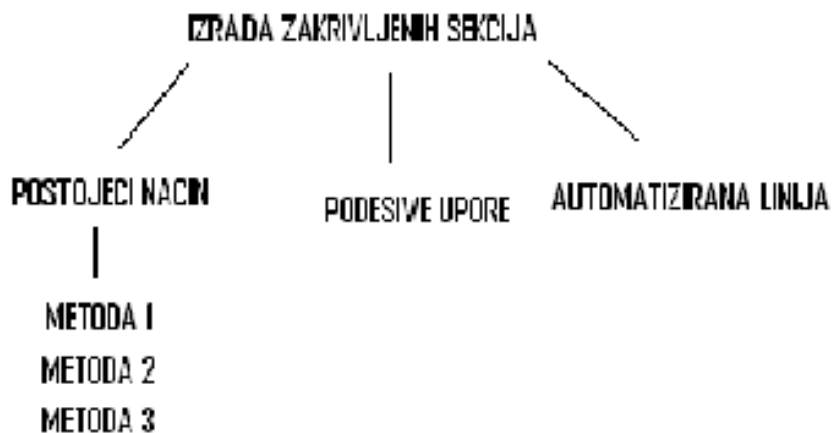 IZRADA ZAKRIVLJENIH SEKCIJA
POSTOJECI NACIN
PODESIVE UPORE
AUTOMATIZIRANA LINIJA
METODA 1
METODA 2
METODA 3